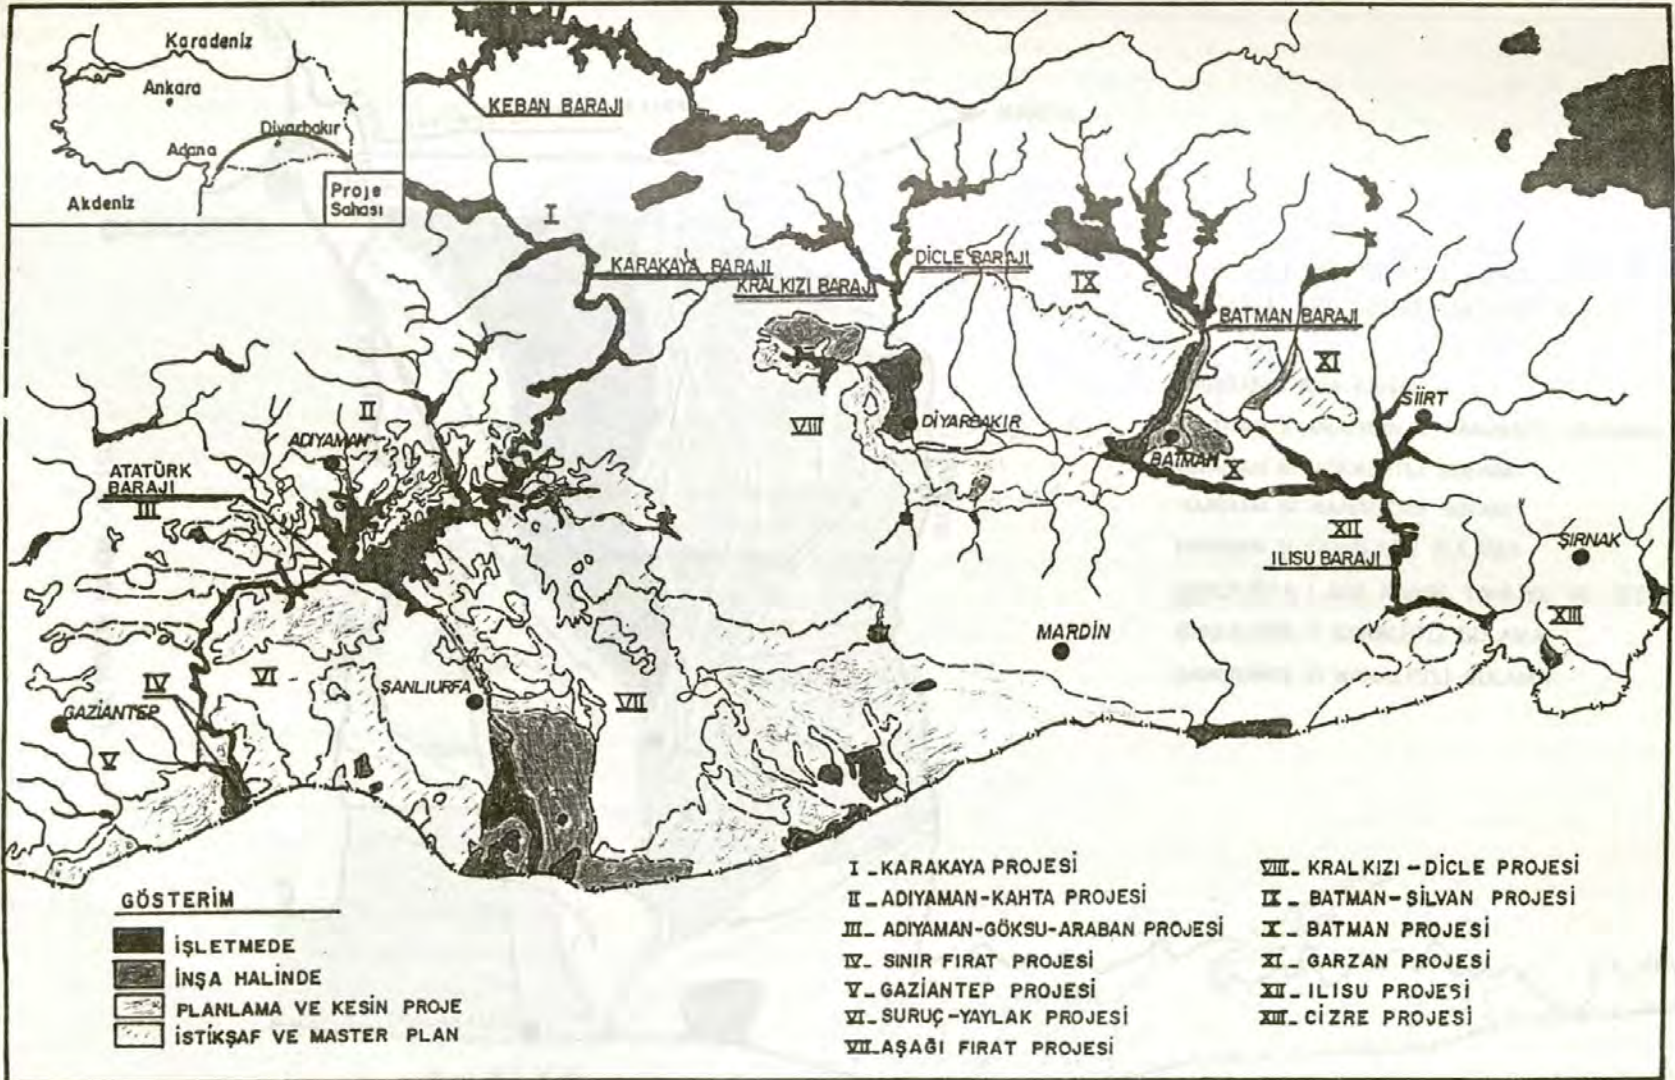 Karadeniz
Ankara
Diyarbakır
Adana
Akdeniz
Proje
Sahası
KEBAN BARAJI
I
KARAKAYA BARAJI
KRALKIZI BARAJI
DİCLE BARAJI
IX
BATMAN BARAJI
XI
SİİRT
II
ADIYAMAN
VIII
DİYARBAKIR
BATMAN
X
ATATÜRK
BARAJI
III
XII
ILISU BARAJI
ŞIRNAK
XIII
MARDİN
IV
VI
ŞANLIURFA
VII
GAZİANTEP
V
GÖSTERİM
İŞLETMEDE
İNŞA HALİNDE
PLANLAMA VE KESİN PROJE
İSTİKŞAF VE MASTER PLAN
I _ KARAKAYA PROJESİ
II _ ADIYAMAN-KAHTA PROJESİ
III _ ADIYAMAN-GÖKSU-ARABAN PROJESİ
IV _ SINIR FIRAT PROJESİ
V _ GAZİANTEP PROJESİ
VI _ SURUÇ-YAYLAK PROJESİ
VII _ AŞAĞI FIRAT PROJESİ
VIII _ KRALKIZI - DİCLE PROJESİ
IX _ BATMAN-SİLVAN PROJESİ
X _ BATMAN PROJESİ
XI _ GARZAN PROJESİ
XII _ ILISU PROJESİ
XIII _ CİZRE PROJESİ